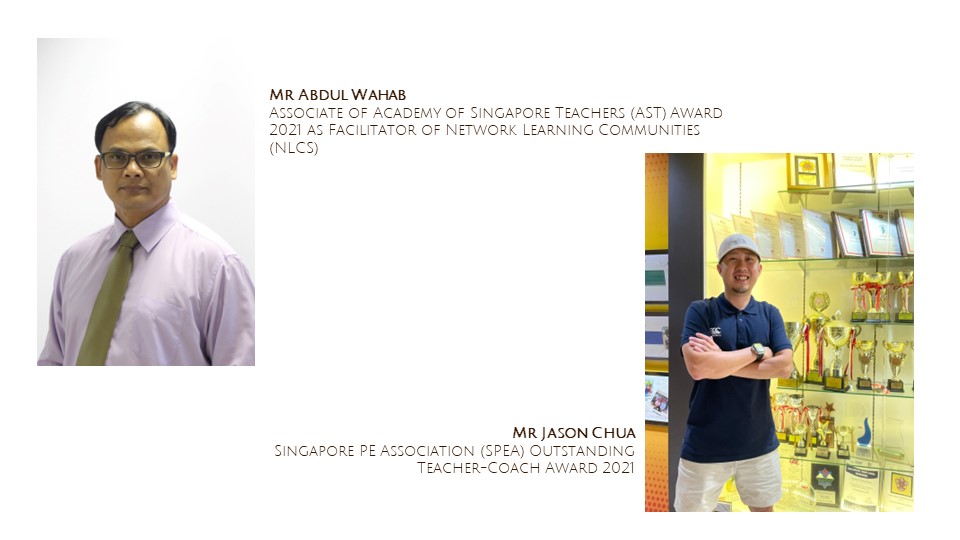 Mr Abdul Wahab
Associate of Academy of Singapore Teachers (AST) Award
2021 as Facilitator of Network Learning Communities
(NLCs)
Mr Jason Chua
Singapore PE Association (SPEA) Outstanding
Teacher-Coach Award 2021